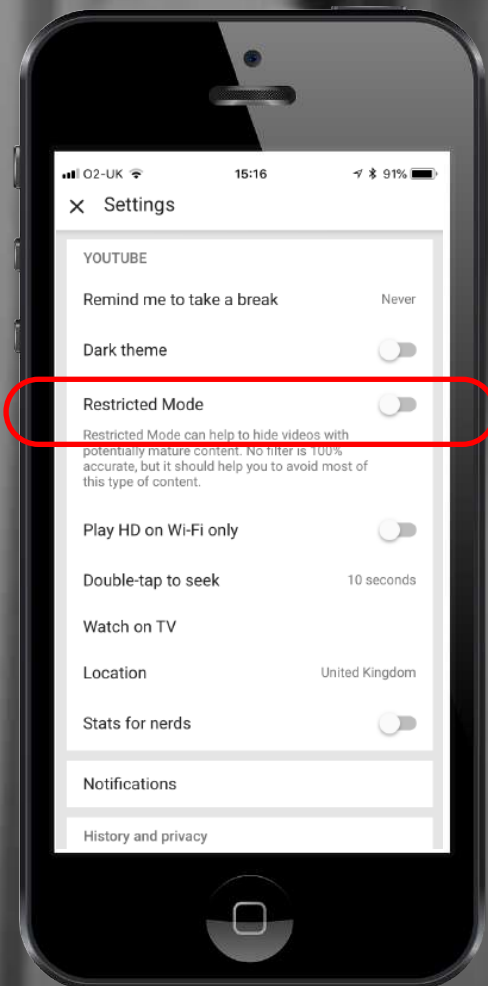 O2-UK 15:16 91%
× Settings
YOUTUBE
Remind me to take a break Never
Dark theme
Restricted Mode
Restricted Mode can help to hide videos with
potentially mature content. No filter is 100%
accurate, but it should help you to avoid most of
this type of content.
Play HD on Wi-Fi only
Double-tap to seek 10 seconds
Watch on TV
Location United Kingdom
Stats for nerds
Notifications
History and privacy